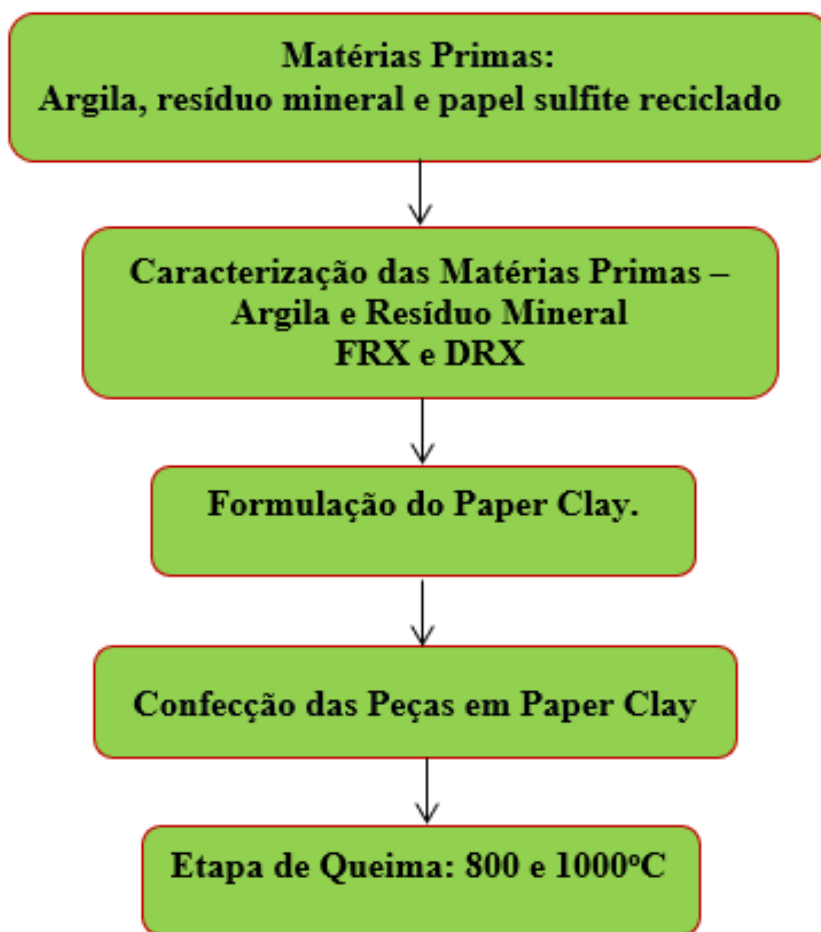 Matérias Primas:
Argila, resíduo mineral e papel sulfite reciclado
Caracterização das Matérias Primas –
Argila e Resíduo Mineral
FRX e DRX
Formulação do Paper Clay.
Confecção das Peças em Paper Clay
Etapa de Queima: 800 e 1000ºC